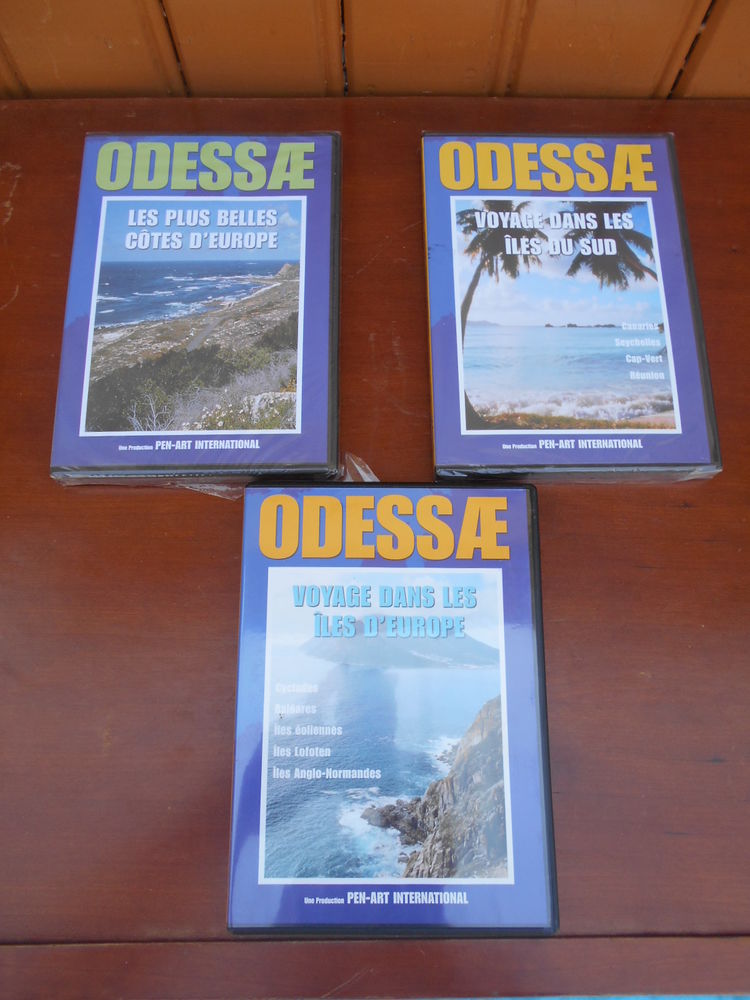 ODESSÆ
LES PLUS BELLES
CÔTES D'EUROPE
Une Production PEN-ART INTERNATIONAL
ODESSÆ
VOYAGE DANS LES
ÎLES DU SUD
Canaries
Seychelles
Cap-Vert
Réunion
Une Production PEN-ART INTERNATIONAL
ODESSÆ
VOYAGE DANS LES
ÎLES D'EUROPE
Cyclades
Baléares
Îles éoliennes
Îles Lofoten
Îles Anglo-Normandes
Une Production PEN-ART INTERNATIONAL